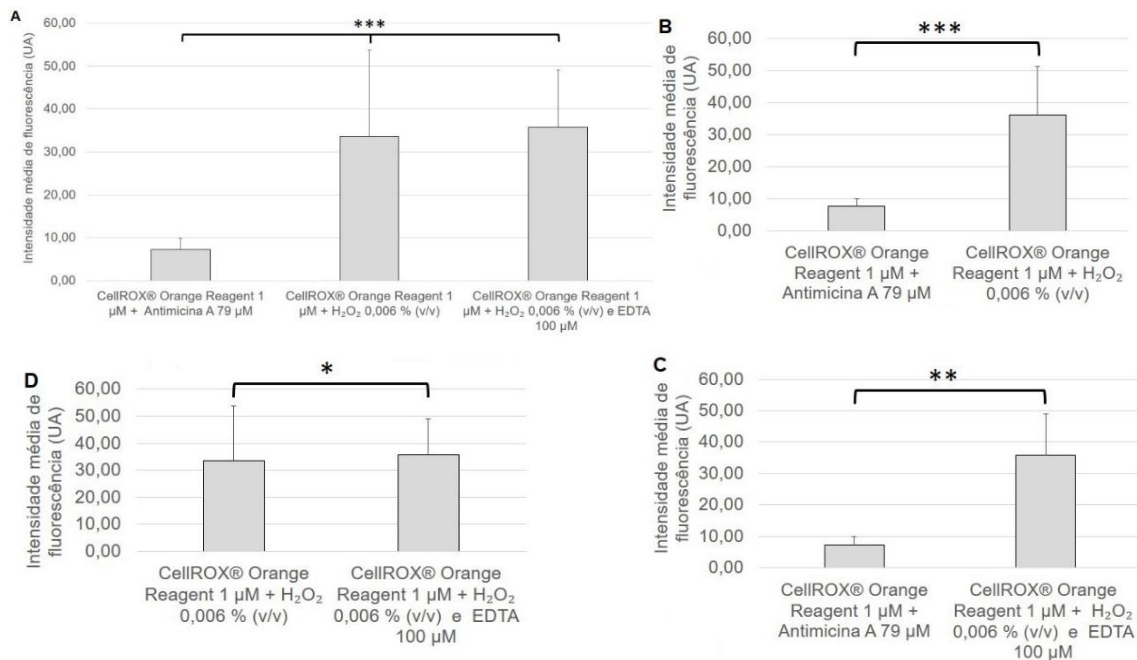 A
***
Intensidade média de fluorescência (UA)
60,00
50,00
40,00
30,00
20,00
10,00
0,00
CellROX® Orange Reagent 1
µM + Antimicina A 79 µM
CellROX® Orange Reagent 1
µM + H₂O₂ 0,006 % (v/v)
CellROX® Orange Reagent 1
µM + H₂O₂ 0,006 % (v/v) e EDTA
100 µM
B
***
Intensidade média de
fluorescência (UA)
60,00
50,00
40,00
30,00
20,00
10,00
0,00
CellROX® Orange
Reagent 1 µM +
Antimicina A 79 µM
CellROX® Orange
Reagent 1 µM + H₂O₂
0,006 % (v/v)
D
*
Intensidade média de
fluorescência (UA)
60,00
50,00
40,00
30,00
20,00
10,00
0,00
CellROX® Orange
Reagent 1 µM + H₂O₂
0,006 % (v/v)
CellROX® Orange
Reagent 1 µM + H₂O₂
0,006 % (v/v) e EDTA
100 µM
C
**
Intensidade média de
fluorescência (UA)
60,00
50,00
40,00
30,00
20,00
10,00
0,00
CellROX® Orange
Reagent 1 µM +
Antimicina A 79 µM
CellROX® Orange
Reagent 1 µM + H₂O₂
0,006 % (v/v) e EDTA
100 µM